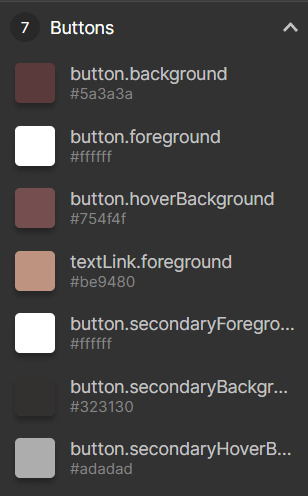 7 Buttons
button.background
#5a3a3a
button.foreground
#ffffff
button.hoverBackground
#754f4f
textLink.foreground
#be9480
button.secondaryForegro...
#ffffff
button.secondaryBackgr...
#323130
button.secondaryHoverB...
#adadad